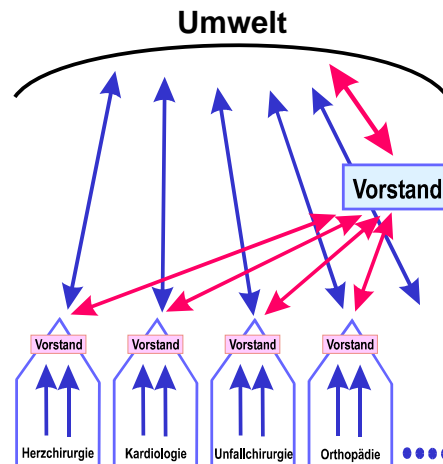 Umwelt
Vorstand
Vorstand Vorstand Vorstand Vorstand
Herzchirurgie Kardiologie Unfallchirurgie Orthopädie